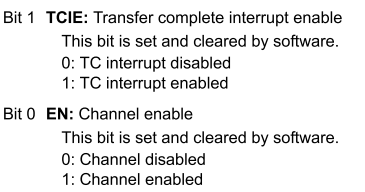 Bit 1 TCIE: Transfer complete interrupt enable
This bit is set and cleared by software.
0: TC interrupt disabled
1: TC interrupt enabled
Bit 0 EN: Channel enable
This bit is set and cleared by software.
0: Channel disabled
1: Channel enabled